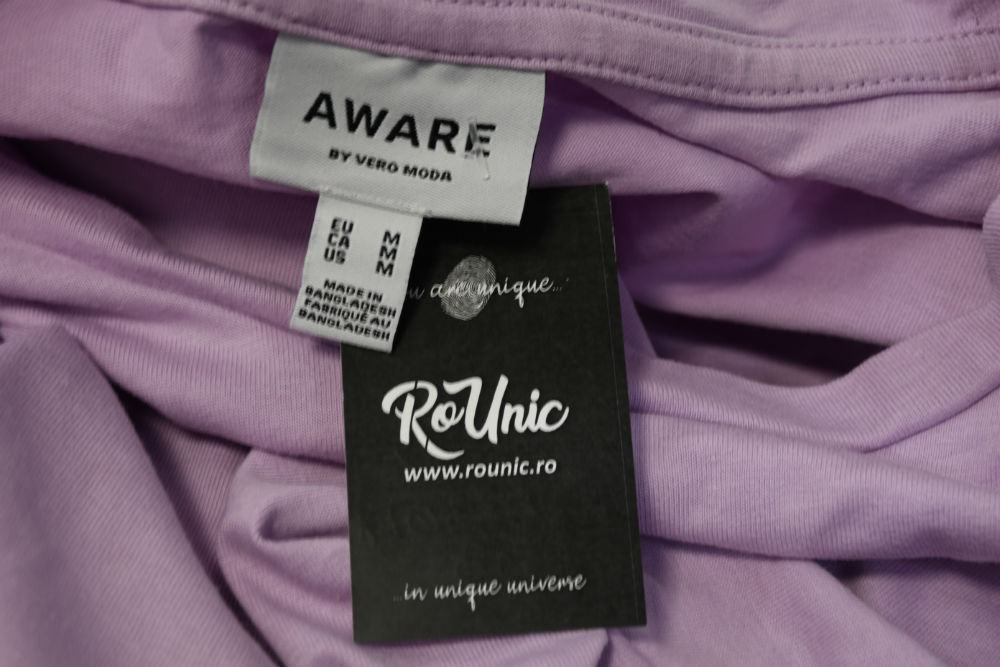 AWARE
BY VERO MODA
EU M
CA M
US M
MADE IN
BANGLADESH
FABRIQUÉ AU
BANGLADESH
are unique...
RoUnic
www.rounic.ro
...in unique universe